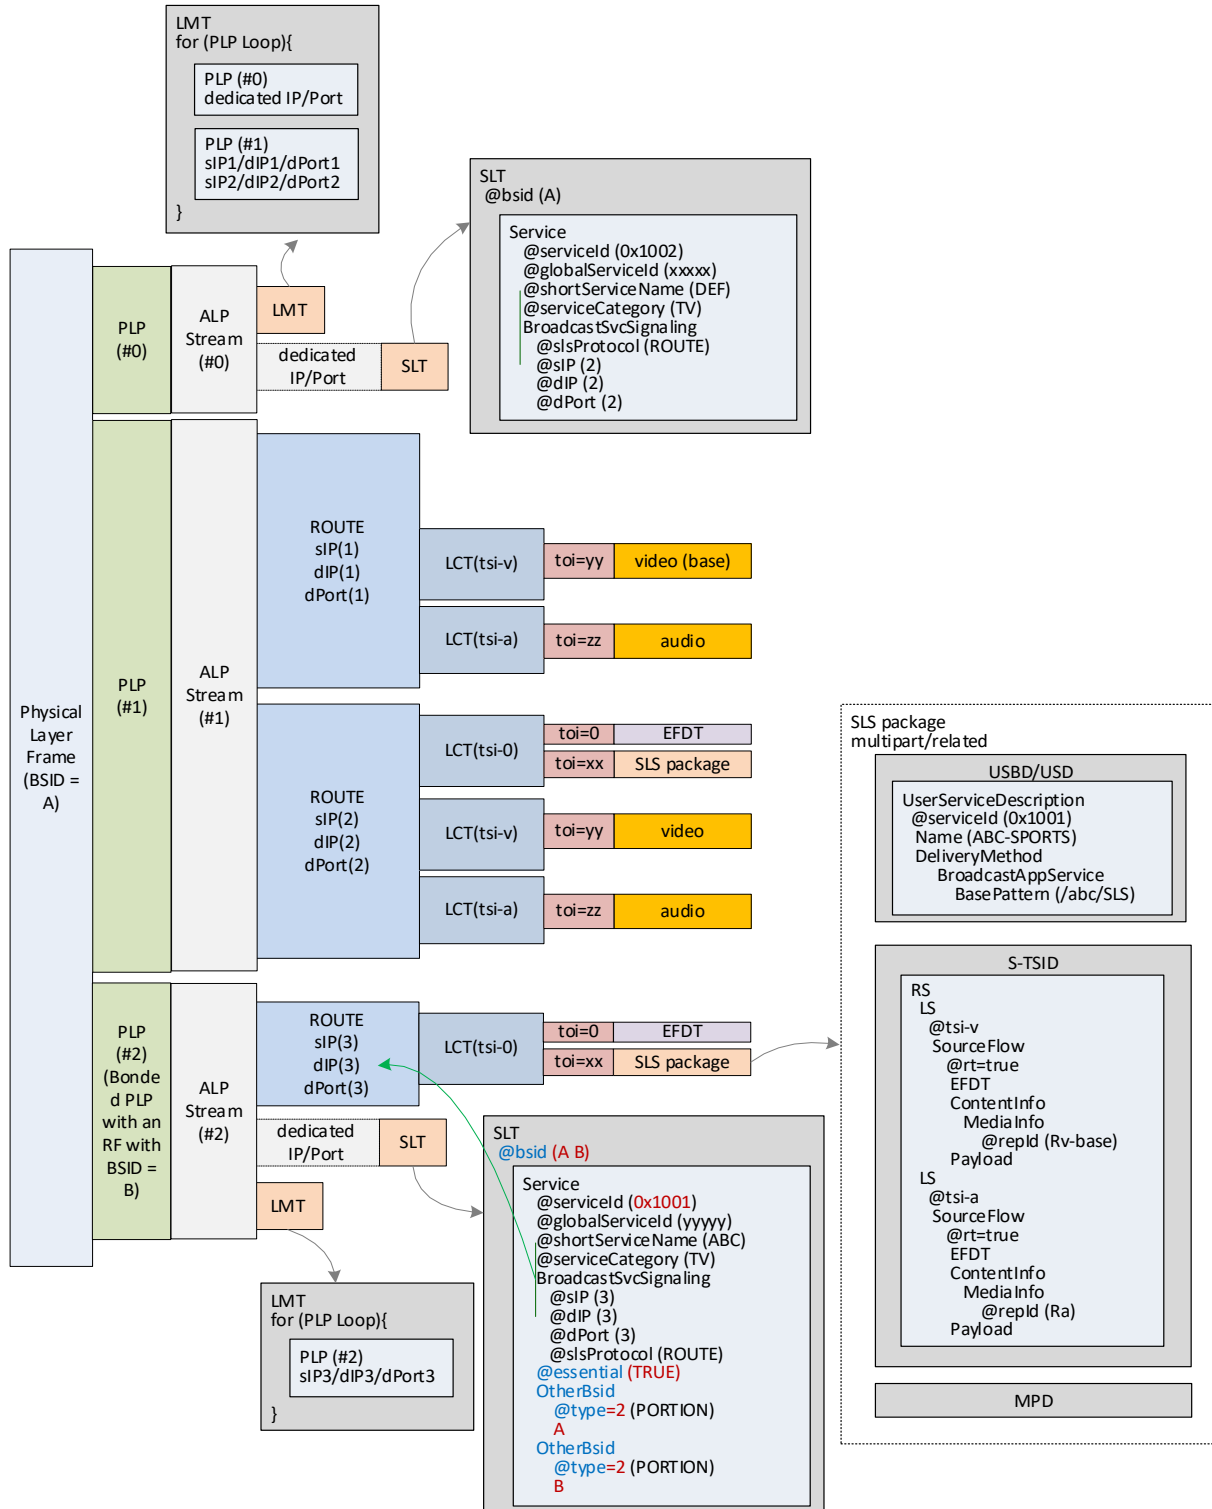 LMT
for (PLP Loop){
PLP (#0)
dedicated IP/Port
PLP (#1)
sIP1/dIP1/dPort1
sIP2/dIP2/dPort2
}
SLT
@bsid (A)
Service
@serviceId (0x1002)
@globalServiceId (xxxxx)
@shortServiceName (DEF)
@serviceCategory (TV)
BroadcastSvcSignaling
@slsProtocol (ROUTE)
@sIP (2)
@dIP (2)
@dPort (2)
Physical
Layer
Frame
(BSID =
A)
PLP
(#0)
ALP
Stream
(#0)
LMT
dedicated
IP/Port
SLT
PLP
(#1)
ALP
Stream
(#1)
ROUTE
sIP(1)
dIP(1)
dPort(1)
LCT(tsi-v)
toi=yy
video (base)
LCT(tsi-a)
toi=zz
audio
ROUTE
sIP(2)
dIP(2)
dPort(2)
LCT(tsi-0)
toi=0
EFDT
toi=xx
SLS package
LCT(tsi-v)
toi=yy
video
LCT(tsi-a)
toi=zz
audio
PLP
(#2)
(Bonde
d PLP
with an
RF with
BSID =
B)
ALP
Stream
(#2)
ROUTE
sIP(3)
dIP(3)
dPort(3)
LCT(tsi-0)
toi=0
EFDT
toi=xx
SLS package
dedicated
IP/Port
SLT
LMT
LMT
for (PLP Loop){
PLP (#2)
sIP3/dIP3/dPort3
}
SLT
@bsid (A B)
Service
@serviceId (0x1001)
@globalServiceId (yyyyy)
@shortServiceName (ABC)
@serviceCategory (TV)
BroadcastSvcSignaling
@sIP (3)
@dIP (3)
@dPort (3)
@slsProtocol (ROUTE)
@essential (TRUE)
OtherBsid
@type=2 (PORTION)
A
OtherBsid
@type=2 (PORTION)
B
SLS package
multipart/related
USBD/USD
UserServiceDescription
@serviceId (0x1001)
Name (ABC-SPORTS)
DeliveryMethod
BroadcastAppService
BasePattern (/abc/SLS)
S-TSID
RS
LS
@tsi-v
SourceFlow
@rt=true
EFDT
ContentInfo
MediaInfo
@repId (Rv-base)
Payload
LS
@tsi-a
SourceFlow
@rt=true
EFDT
ContentInfo
MediaInfo
@repId (Ra)
Payload
MPD